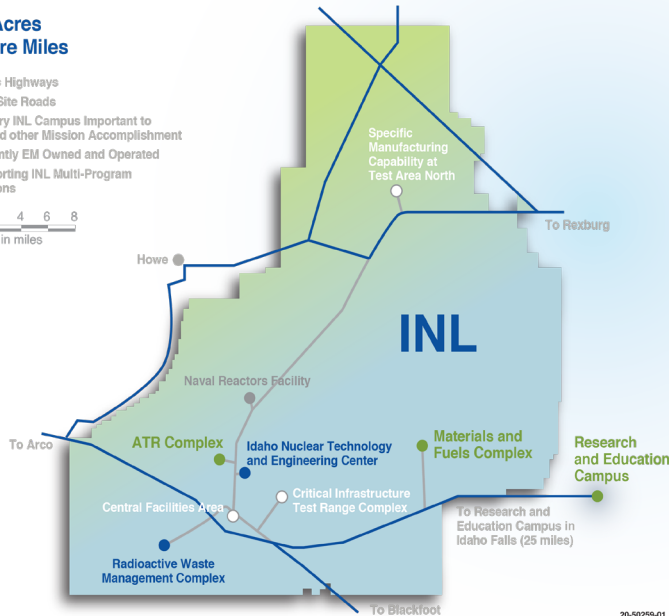 Acres
re Miles
Highways
Site Roads
ry INL Campus Important to
d other Mission Accomplishment
ntly EM Owned and Operated
rting INL Multi-Program
ons
4 6 8
in miles
Specific
Manufacturing
Capability at
Test Area North
To Rexburg
Howe
INL
Naval Reactors Facility
To Arco
ATR Complex
Idaho Nuclear Technology
and Engineering Center
Materials and
Fuels Complex
Research
and Education
Campus
Central Facilities Area
Critical Infrastructure
Test Range Complex
To Research and
Education Campus in
Idaho Falls (25 miles)
Radioactive Waste
Management Complex
To Blackfoot
20-50259-01